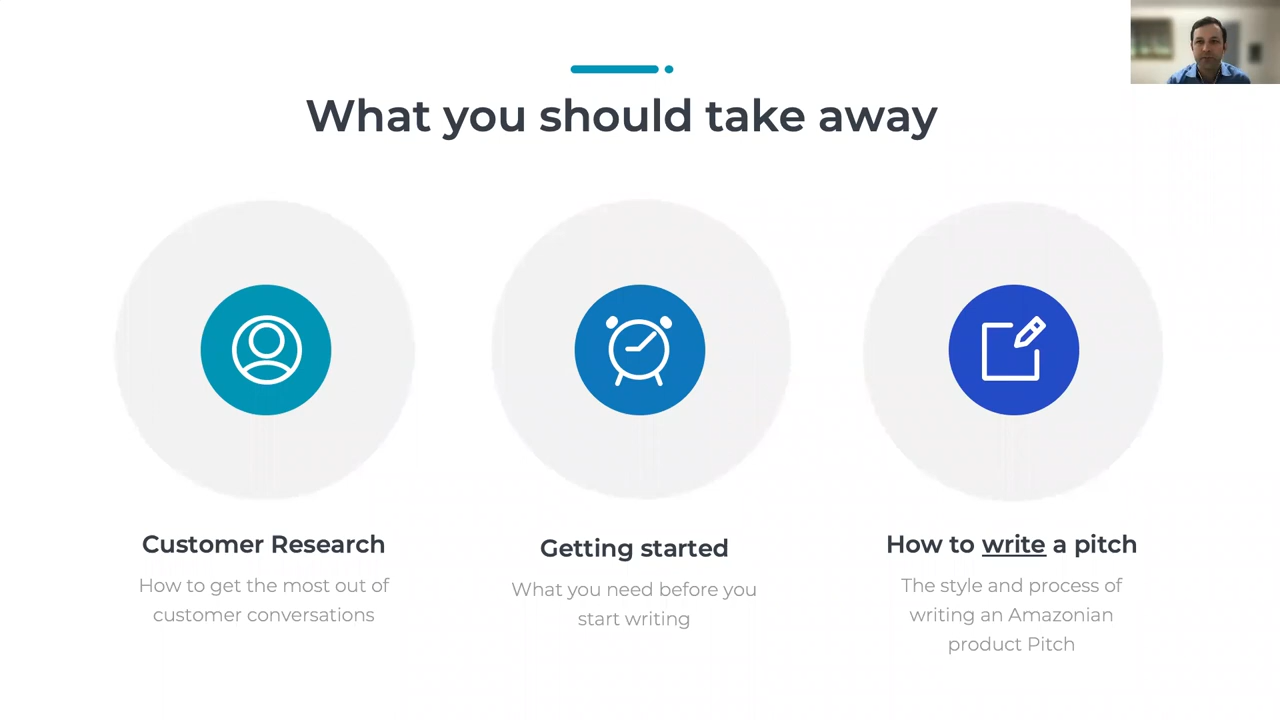 What you should take away
Customer Research
How to get the most out of
customer conversations
Getting started
What you need before you
start writing
How to write a pitch
The style and process of
writing an Amazonian
product Pitch